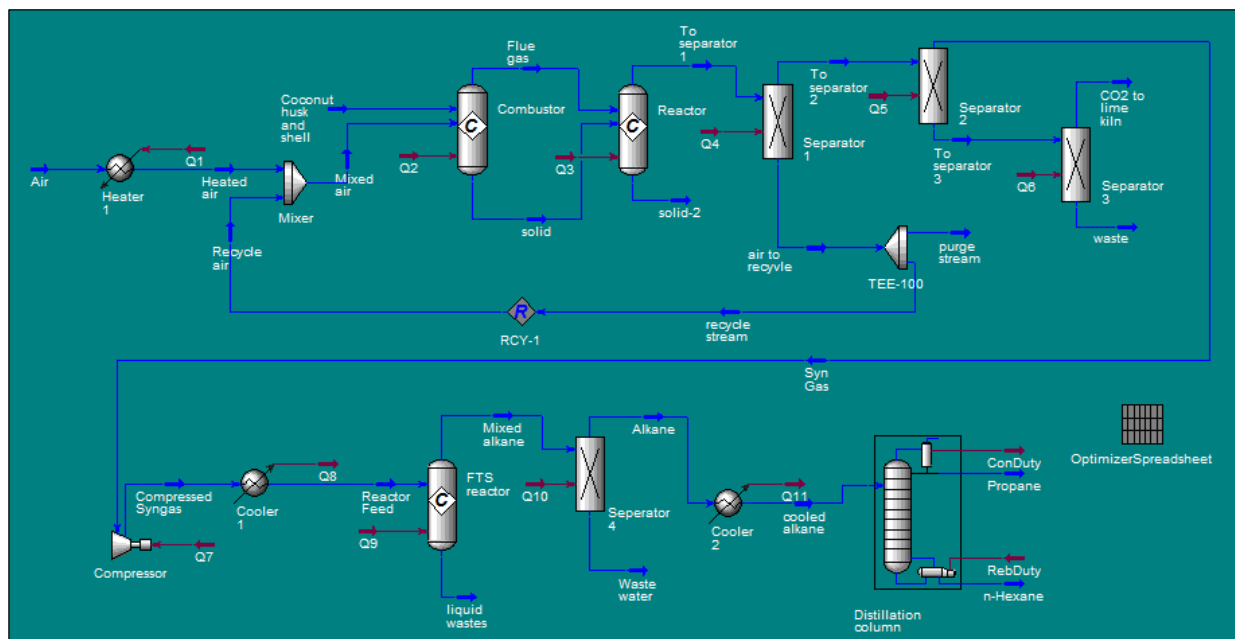 Flue
gas
To
separator
1
To
separator
2
Q5
Separator
2
CO2 to
lime
kiln
Coconut
husk
and
shell
C
Combustor
C
Reactor
Q4
Separator
1
To
separator
3
Q6
Separator
3
Air
Q1
Heater
1
Heated
air
Mixer
Mixed
air
Q2
Q3
solid
solid-2
waste
Recycle
air
air to
recyvle
purge
stream
TEE-100
R
RCY-1
recycle
stream
Syn
Gas
Mixed
alkane
Alkane
ConDuty
Propane
OptimizerSpreadsheet
Compressed
Syngas
Q8
Cooler
1
Reactor
Feed
FTS
reactor
C
Q10
Seperator
4
Q11
Cooler
2
cooled
alkane
Q7
Compressor
Q9
liquid
wastes
Waste
water
RebDuty
n-Hexane
Distillation
column